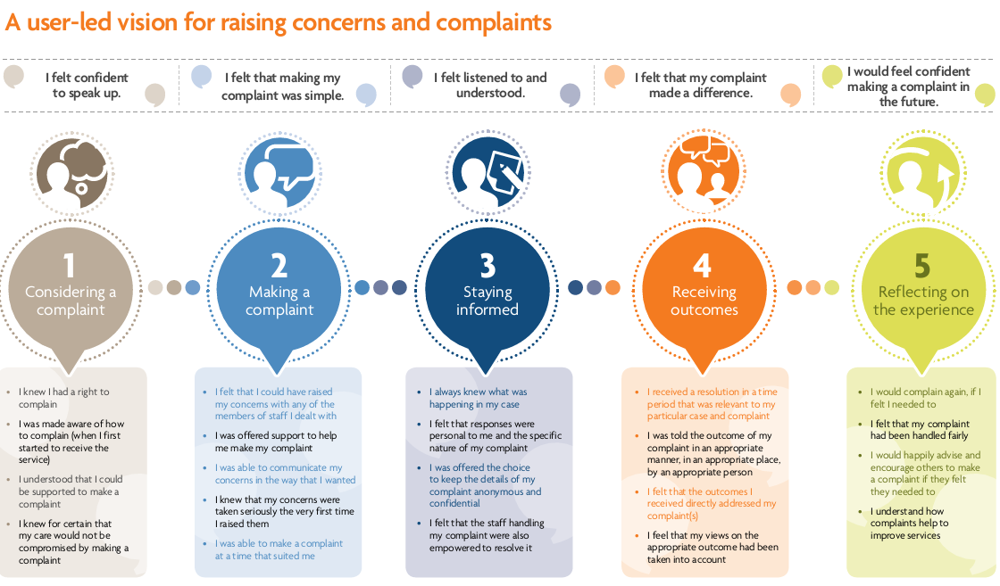 A user-led vision for raising concerns and complaints
I felt confident
to speak up.
I felt that making my
complaint was simple.
I felt listened to and
understood.
I felt that my complaint
made a difference.
I would feel confident
making a complaint in
the future.
1
Considering a
complaint
2
Making a
complaint
3
Staying
informed
4
Receiving
outcomes
5
Reflecting on
the experience
• I knew I had a right to
complain
• I was made aware of how
to complain (when I first
started to receive the
service)
• I understood that I could
be supported to make a
complaint
• I knew for certain that
my care would not be
compromised by making a
complaint
• I felt that I could have raised
my concerns with any of the
members of staff I dealt with
• I was offered support to help
me make my complaint
• I was able to communicate my
concerns in the way that I wanted
• I knew that my concerns were
taken seriously the very first time
I raised them
• I was able to make a complaint
at a time that suited me
• I always knew what was
happening in my case
• I felt that responses were
personal to me and the specific
nature of my complaint
• I was offered the choice
to keep the details of my
complaint anonymous and
confidential
• I felt that the staff handling
my complaint were also
empowered to resolve it
• I received a resolution in a time
period that was relevant to my
particular case and complaint
• I was told the outcome of my
complaint in an appropriate
manner, in an appropriate place,
by an appropriate person
• I felt that the outcomes I
received directly addressed my
complaint(s)
• I feel that my views on the
appropriate outcome had been
taken into account
• I would complain again, if I
felt I needed to
• I felt that my complaint
had been handled fairly
• I would happily advise and
encourage others to make
a complaint if they felt
they needed to
• I understand how
complaints help to
improve services